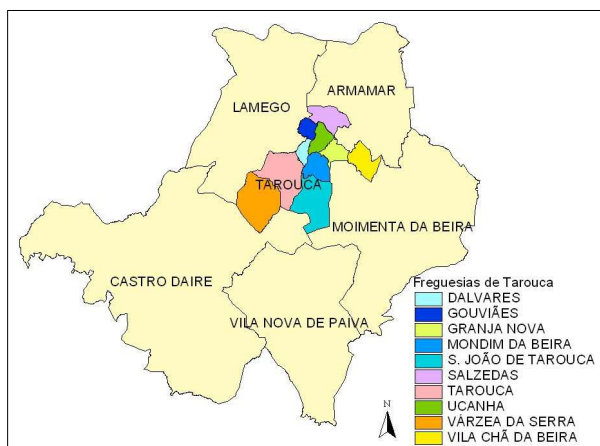 ARMAMAR
LAMEGO
TAROUCA
MOIMENTA DA BEIRA
CASTRO DAIRE
VILA NOVA DE PAIVA
Freguesias de Tarouca
DALVARES
GOUVIÃES
GRANJA NOVA
MONDIM DA BEIRA
S. JOÃO DE TAROUCA
SALZEDAS
TAROUCA
UCANHA
VÁRZEA DA SERRA
VILA CHÃ DA BEIRA
N